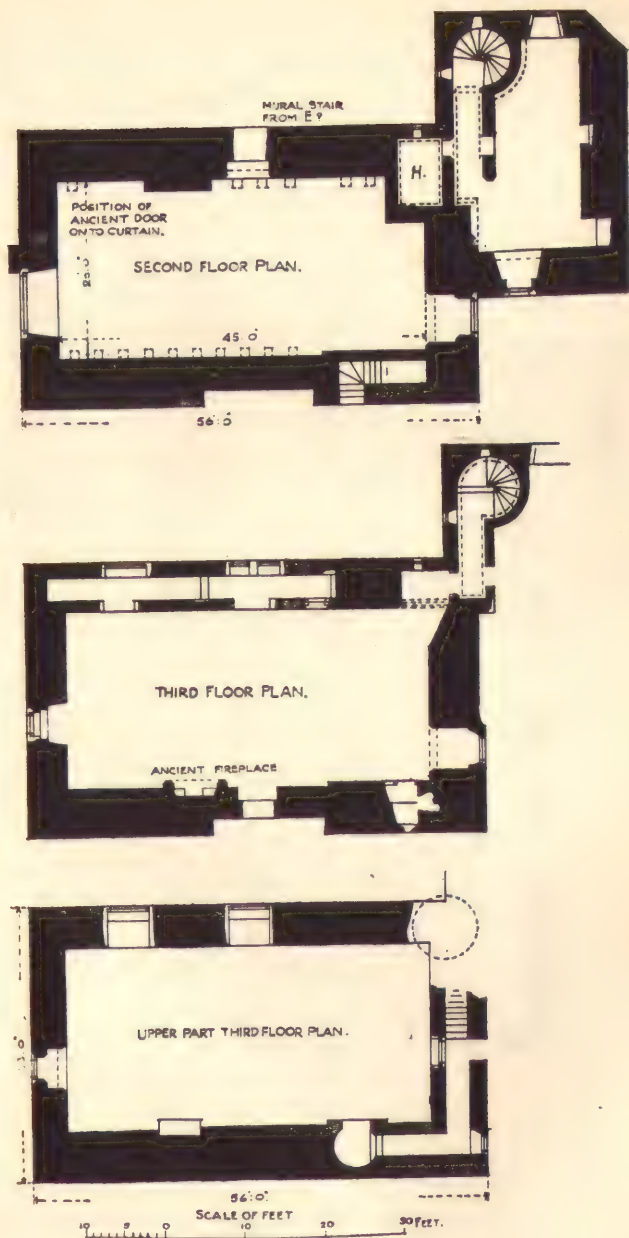 MURAL STAIR
FROM E?
H.
POSITION OF
ANCIENT DOOR
ONTO CURTAIN.
SECOND FLOOR PLAN.
45.0
56.0
THIRD FLOOR PLAN.
ANCIENT FIREPLACE
UPPER PART THIRD FLOOR PLAN.
56.0.
SCALE OF FEET
10 5 0 10 20 30 FEET.